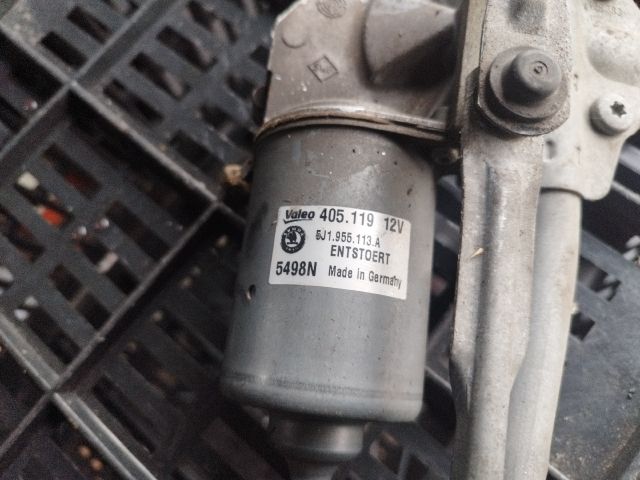 Valeo 405.119 12V
5J1.955.113.A
ENTSTOERT
5498N Made in Germany